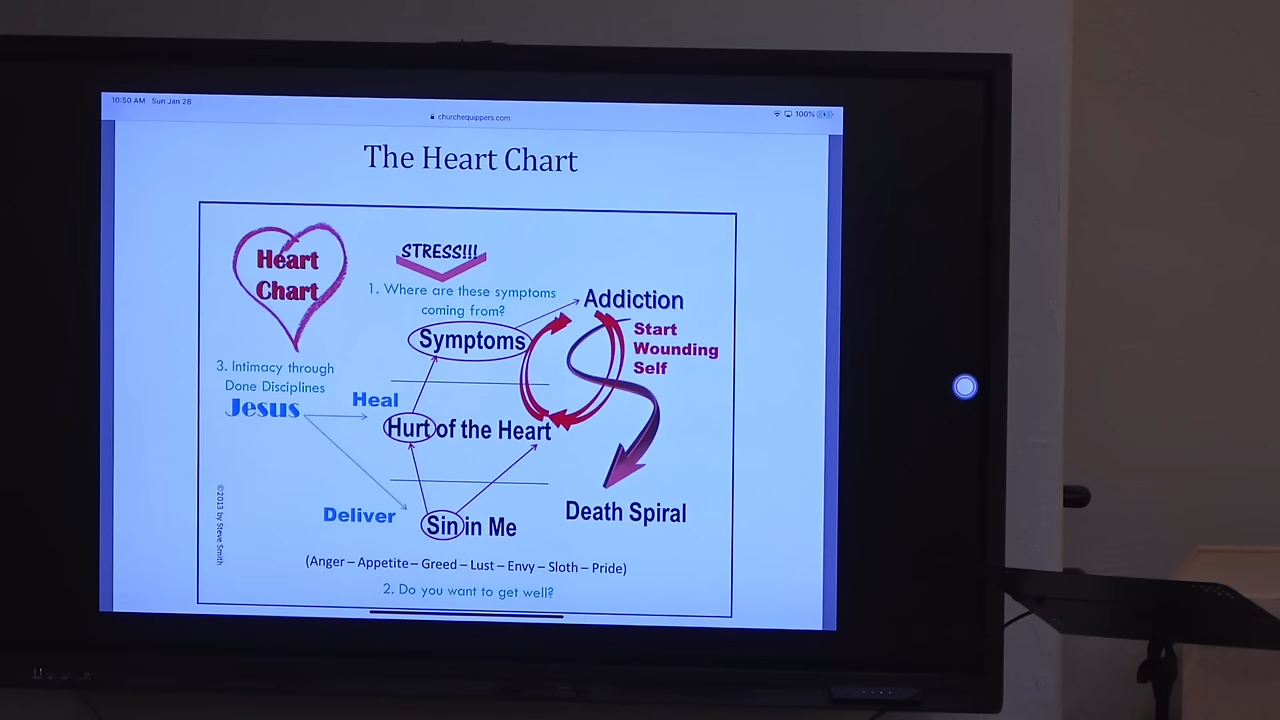 10:50 AM Sun Jan 28
churchequippers.com
100%
The Heart Chart
Heart
Chart
STRESS!!!
1. Where are these symptoms
coming from?
Addiction
Symptoms
Start
Wounding
Self
3. Intimacy through
Done Disciplines
Jesus
Heal
Hurt of the Heart
Deliver
Sin in Me
Death Spiral
©2013 by Steve Smith
(Anger – Appetite – Greed – Lust – Envy – Sloth – Pride)
2. Do you want to get well?